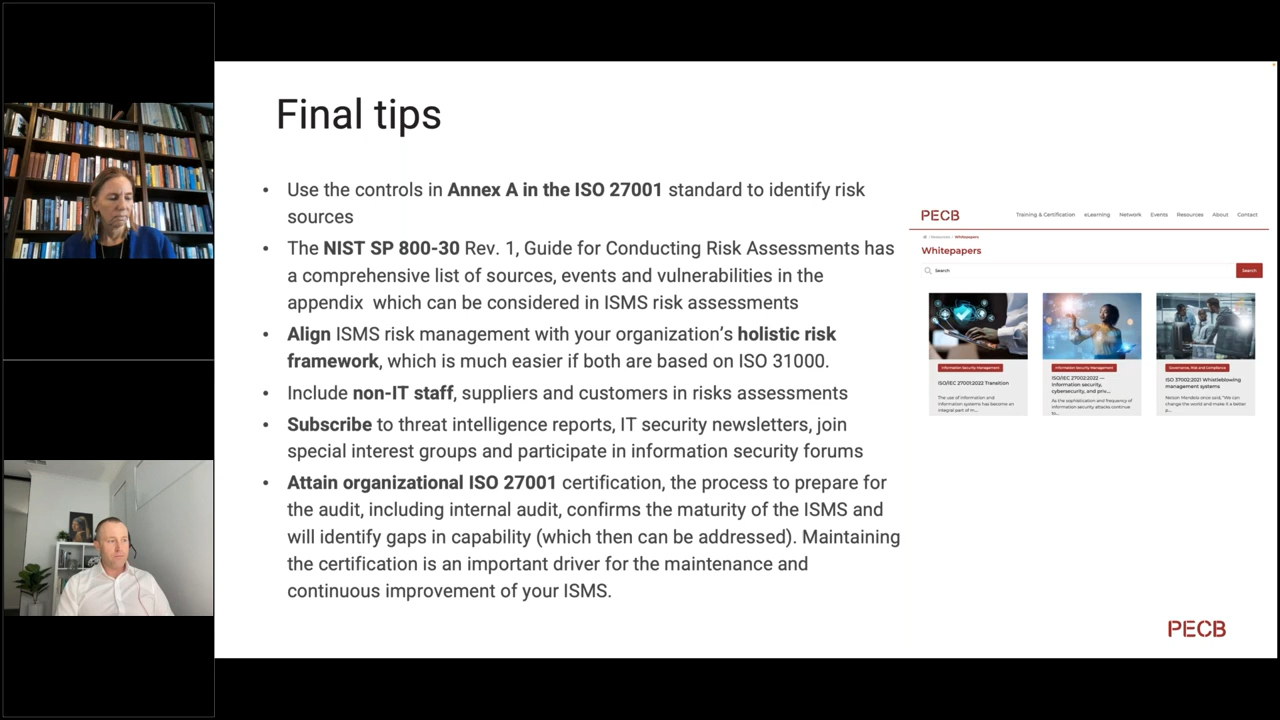 Final tips
• Use the controls in Annex A in the ISO 27001 standard to identify risk
sources
• The NIST SP 800-30 Rev. 1, Guide for Conducting Risk Assessments has
a comprehensive list of sources, events and vulnerabilities in the
appendix which can be considered in ISMS risk assessments
• Align ISMS risk management with your organization's holistic risk
framework, which is much easier if both are based on ISO 31000.
• Include non-IT staff, suppliers and customers in risks assessments
• Subscribe to threat intelligence reports, IT security newsletters, join
special interest groups and participate in information security forums
• Attain organizational ISO 27001 certification, the process to prepare for
the audit, including internal audit, confirms the maturity of the ISMS and
will identify gaps in capability (which then can be addressed). Maintaining
the certification is an important driver for the maintenance and
continuous improvement of your ISMS.
PECB
Training & Certification eLearning Network Events Resources About Contact
/ Resources / Whitepapers
Whitepapers
Search
Search
Information Security Management
ISO/IEC 27001:2022 Transition
The use of information and
information systems has become an
integral part of m...
Information Security Management
ISO/IEC 27002:2022 —
Information security,
cybersecurity, and priv...
As the sophistication and frequency of
information security attacks continue
to...
Governance, Risk and Compliance
ISO 37002:2021 Whistleblowing
management systems
Nelson Mandela once said, "We can
change the world and make it a better
p...
PECB